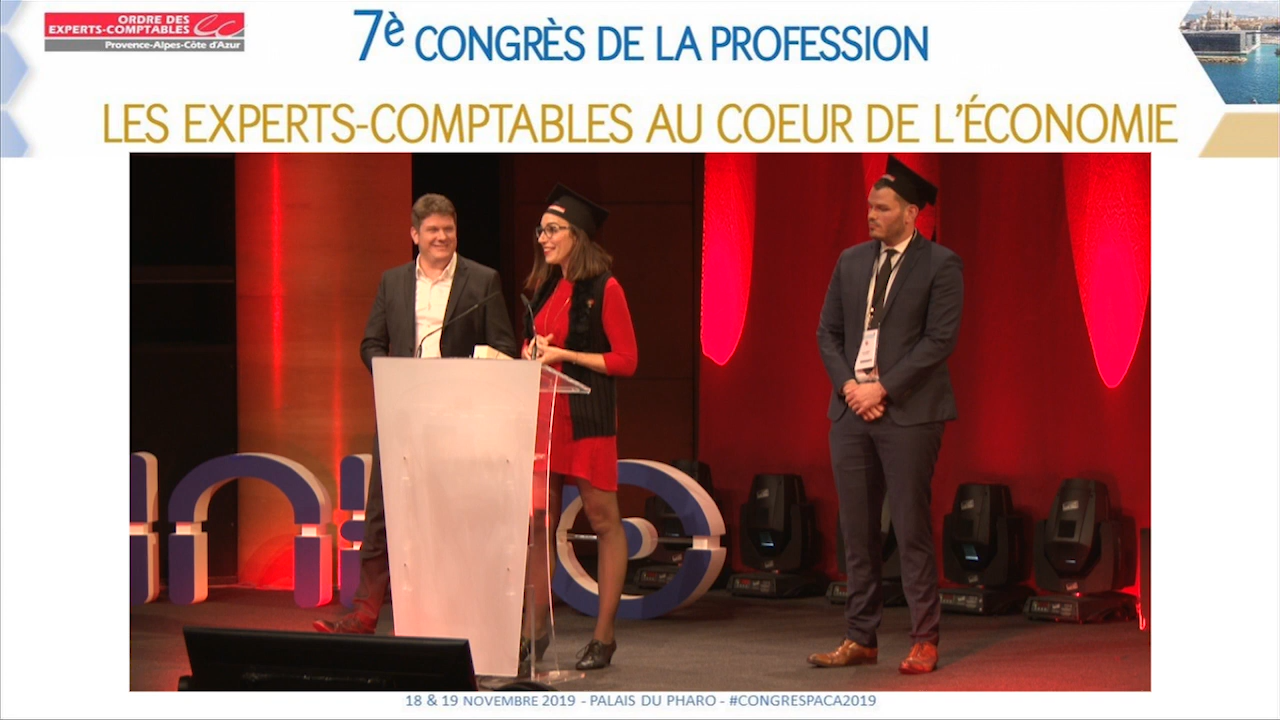 ORDRE DES
EXPERTS-COMPTABLES
Provence-Alpes-Côte d'Azur
7è CONGRÈS DE LA PROFESSION
LES EXPERTS-COMPTABLES AU COEUR DE L'ÉCONOMIE
18 & 19 NOVEMBRE 2019 - PALAIS DU PHARO - #CONGRESPACA2019